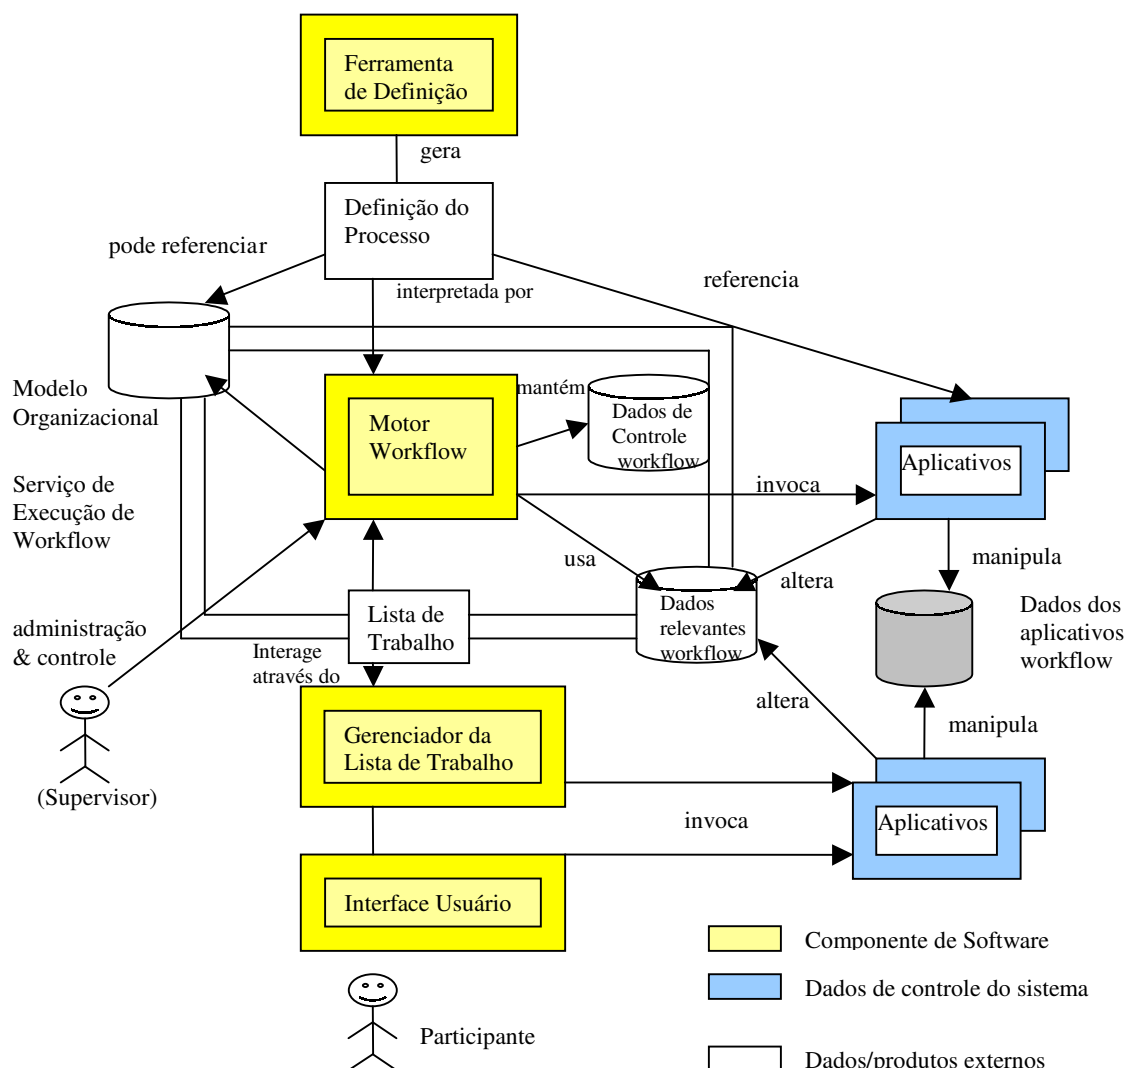 Ferramenta
de Definição
gera
Definição do
Processo
pode referenciar
interpretada por
referencia
Modelo
Organizacional
mantém
Motor
Workflow
Dados de
Controle
workflow
Aplicativos
Serviço de
Execução de
Workflow
invoca
usa
altera
manipula
Lista de
Trabalho
Dados
relevantes
workflow
Dados dos
aplicativos
workflow
administração
& controle
Interage
através do
altera
manipula
Gerenciador da
Lista de Trabalho
(Supervisor)
invoca
Aplicativos
Interface Usuário
Componente de Software
Dados de controle do sistema
Participante
Dados/produtos externos